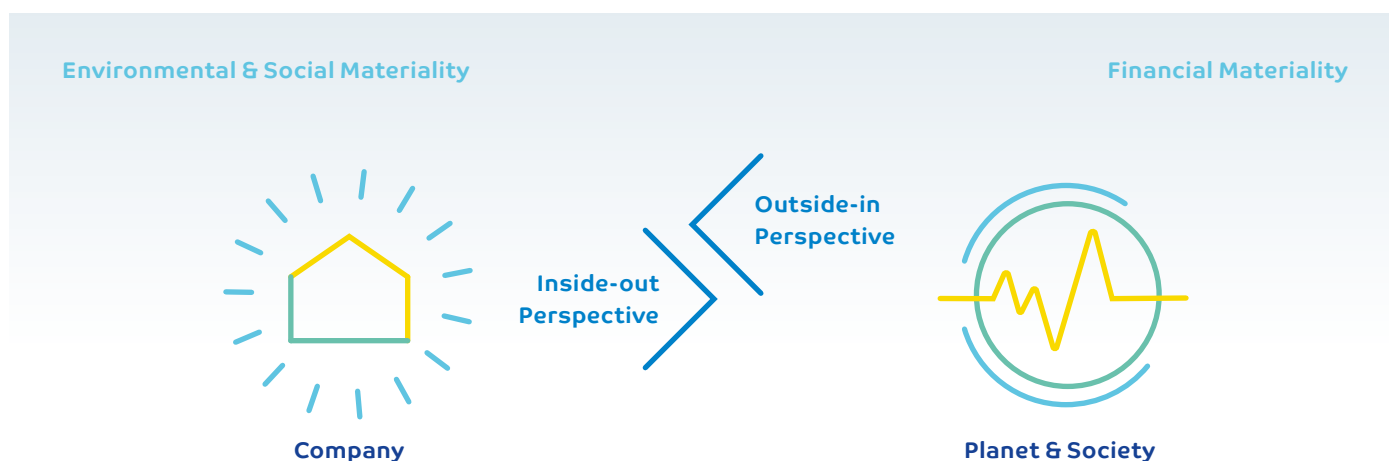 Environmental & Social Materiality
Financial Materiality
Outside-in
Perspective
Inside-out
Perspective
Company
Planet & Society